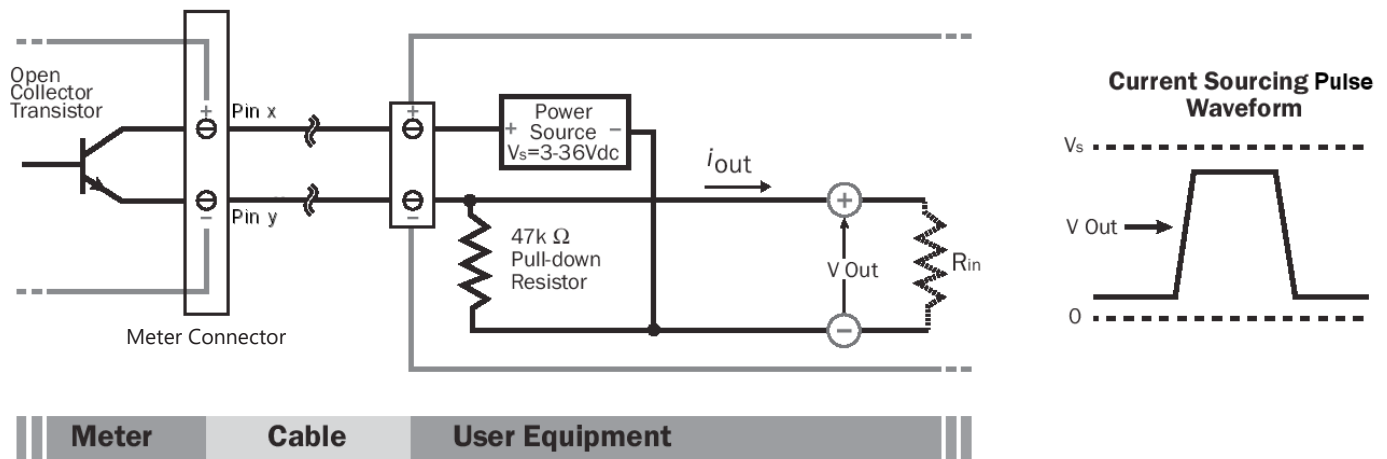 Open
Collector
Transistor
+
Pin x
−
Pin y
Meter Connector
+
−
Power
+ Source −
Vs=3-36Vdc
iout
47k Ω
Pull-down
Resistor
+
V Out
−
Rin
Current Sourcing Pulse
Waveform
Vs
V Out
0
Meter
Cable
User Equipment